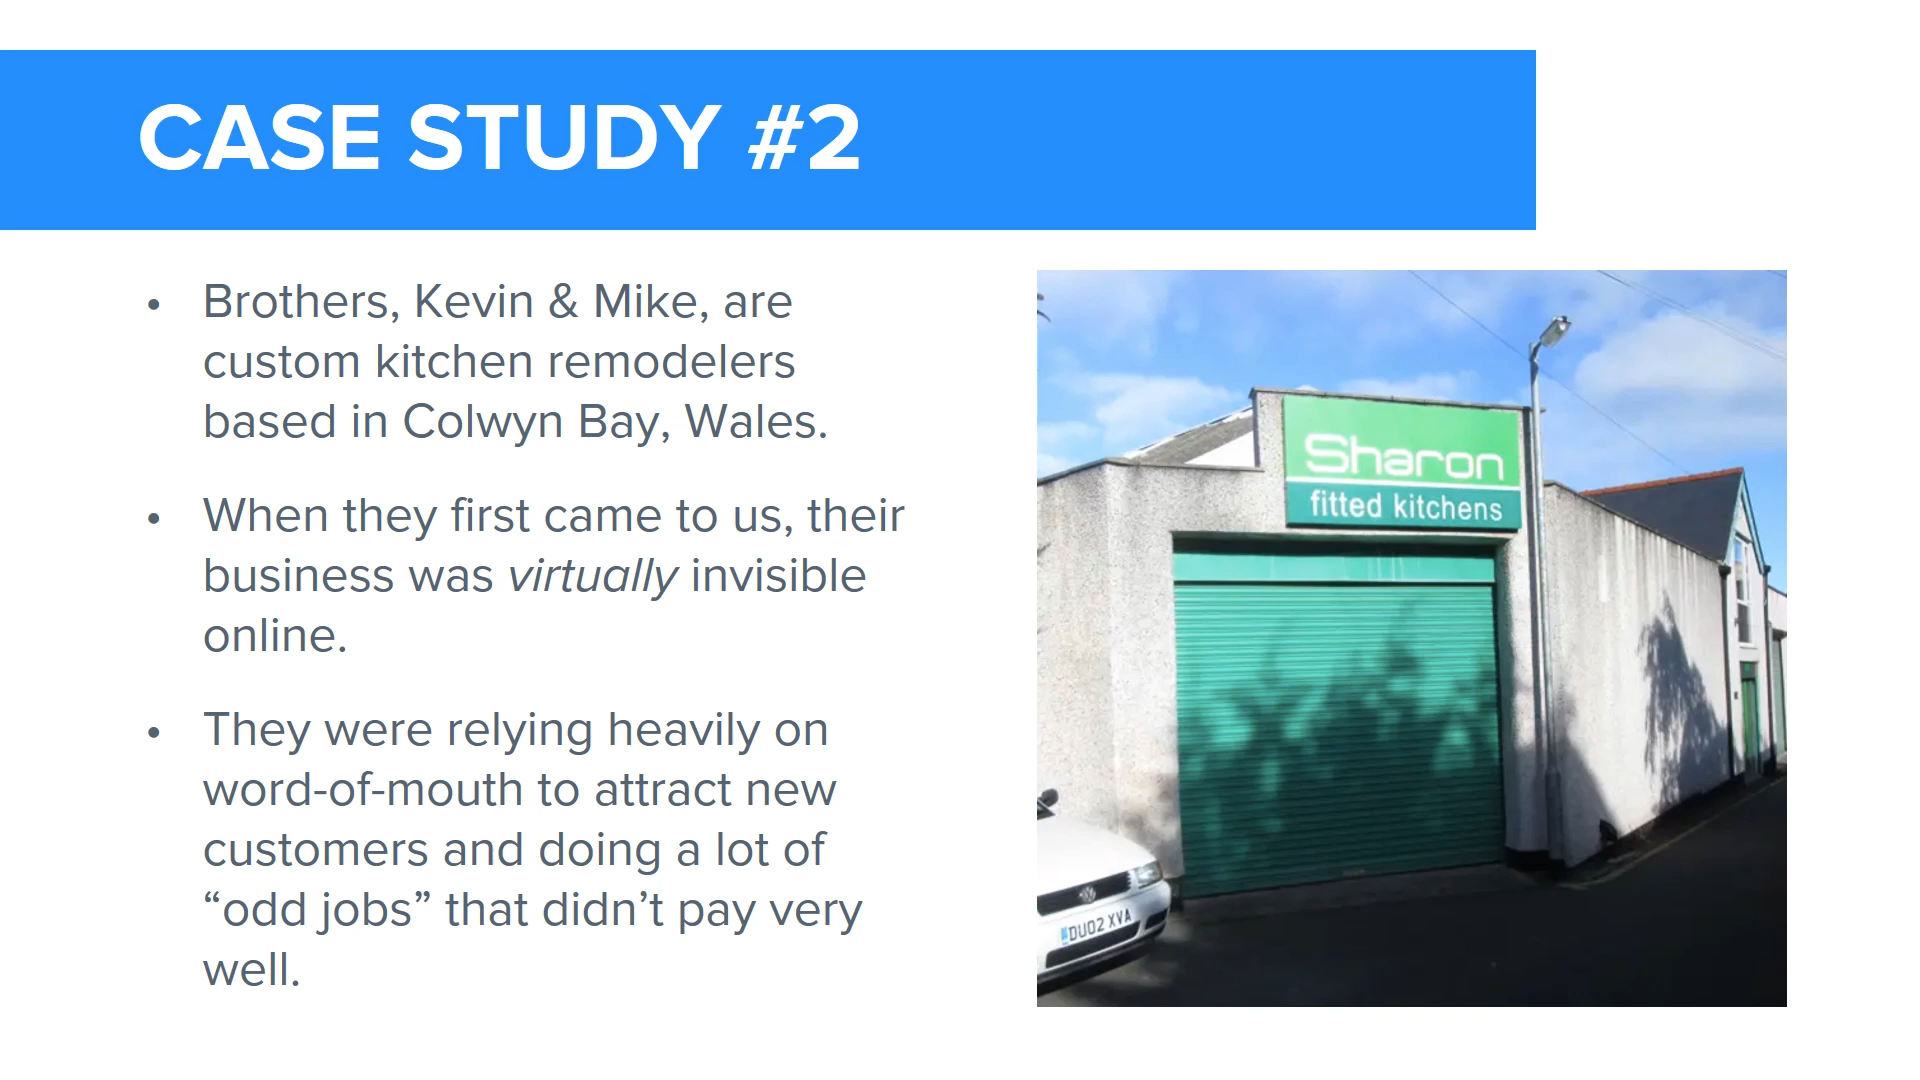 CASE STUDY #2
• Brothers, Kevin & Mike, are
custom kitchen remodelers
based in Colwyn Bay, Wales.
• When they first came to us, their
business was virtually invisible
online.
• They were relying heavily on
word-of-mouth to attract new
customers and doing a lot of
“odd jobs” that didn’t pay very
well.
Sharon
fitted kitchens
DU02 XVA